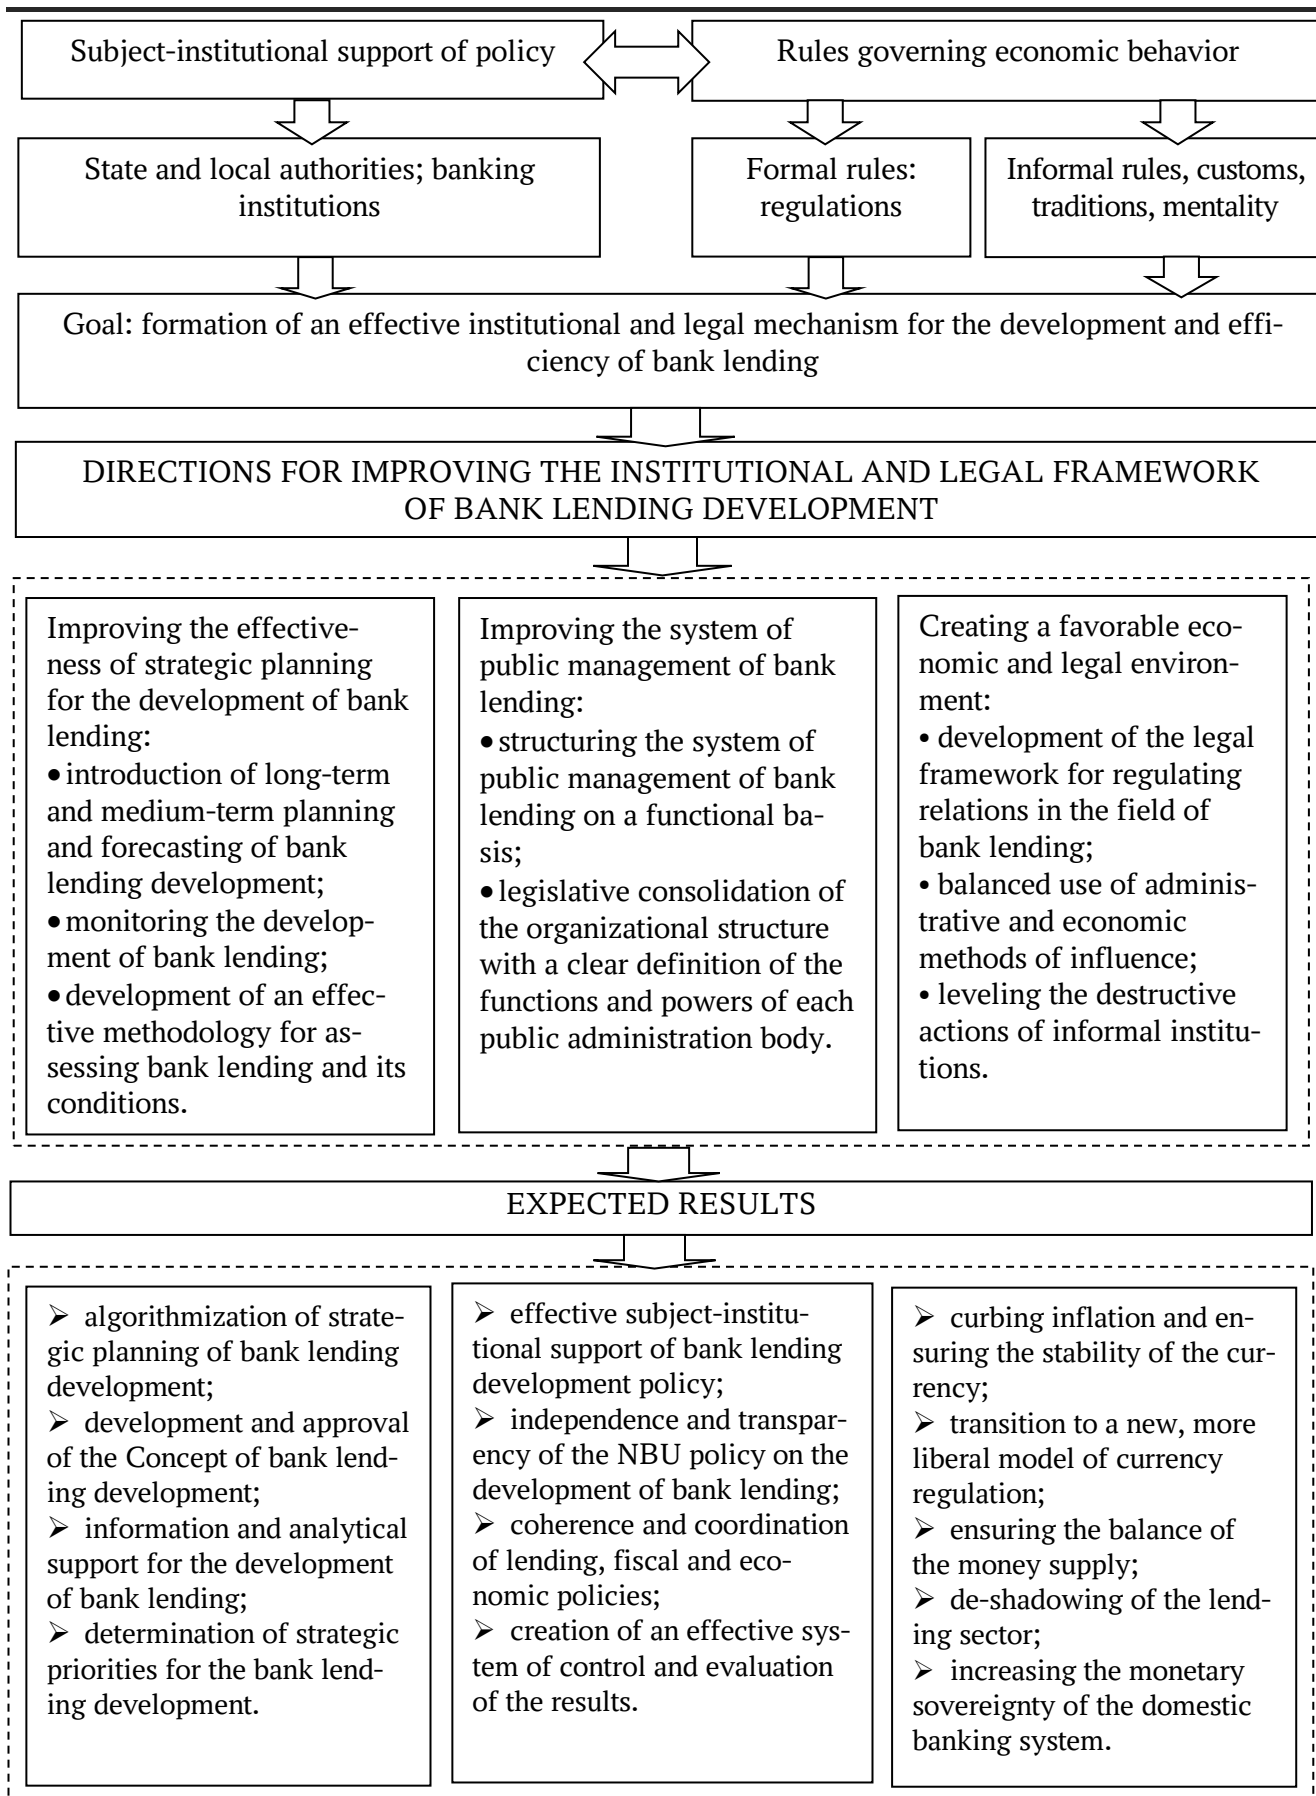 Subject-institutional support of policy
Rules governing economic behavior
State and local authorities; banking
institutions
Formal rules:
regulations
Informal rules, customs,
traditions, mentality
Goal: formation of an effective institutional and legal mechanism for the development and effi-
ciency of bank lending
DIRECTIONS FOR IMPROVING THE INSTITUTIONAL AND LEGAL FRAMEWORK
OF BANK LENDING DEVELOPMENT
Improving the effective-
ness of strategic planning
for the development of bank
lending:
• introduction of long-term
and medium-term planning
and forecasting of bank
lending development;
• monitoring the develop-
ment of bank lending;
• development of an effec-
tive methodology for as-
sessing bank lending and its
conditions.
Improving the system of
public management of bank
lending:
• structuring the system of
public management of bank
lending on a functional ba-
sis;
• legislative consolidation of
the organizational structure
with a clear definition of the
functions and powers of each
public administration body.
Creating a favorable eco-
nomic and legal environ-
ment:
• development of the legal
framework for regulating
relations in the field of
bank lending;
• balanced use of adminis-
trative and economic
methods of influence;
• leveling the destructive
actions of informal institu-
tions.
EXPECTED RESULTS
➢ algorithmization of strate-
gic planning of bank lending
development;
➢ development and approval
of the Concept of bank lend-
ing development;
➢ information and analytical
support for the development
of bank lending;
➢ determination of strategic
priorities for the bank lend-
ing development.
➢ effective subject-institu-
tional support of bank lending
development policy;
➢ independence and transpar-
ency of the NBU policy on the
development of bank lending;
➢ coherence and coordination
of lending, fiscal and eco-
nomic policies;
➢ creation of an effective sys-
tem of control and evaluation
of the results.
➢ curbing inflation and en-
suring the stability of the cur-
rency;
➢ transition to a new, more
liberal model of currency
regulation;
➢ ensuring the balance of
the money supply;
➢ de-shadowing of the lend-
ing sector;
➢ increasing the monetary
sovereignty of the domestic
banking system.